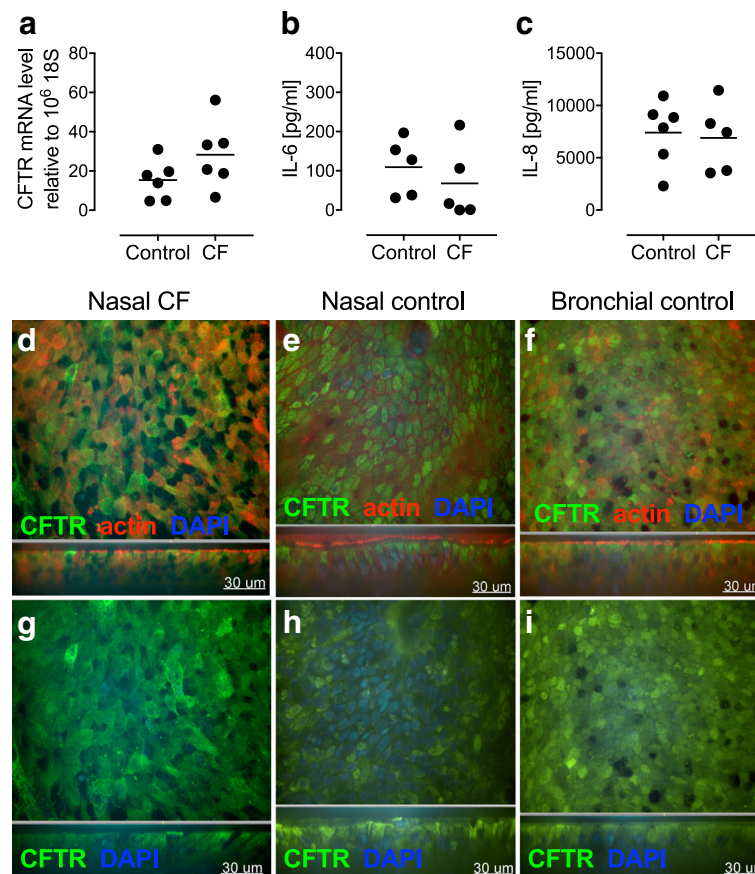 a
CFTR mRNA level
relative to 10⁶ 18S
80
60
40
20
0
Control CF
b
IL-6 [pg/ml]
400
300
200
100
0
Control CF
c
IL-8 [pg/ml]
15000
10000
5000
0
Control CF
Nasal CF
Nasal control
Bronchial control
d
CFTR actin DAPI
30 um
e
CFTR actin DAPI
30 um
f
CFTR actin DAPI
30 um
g
CFTR DAPI
30 um
h
CFTR DAPI
30 um
i
CFTR DAPI
30 um